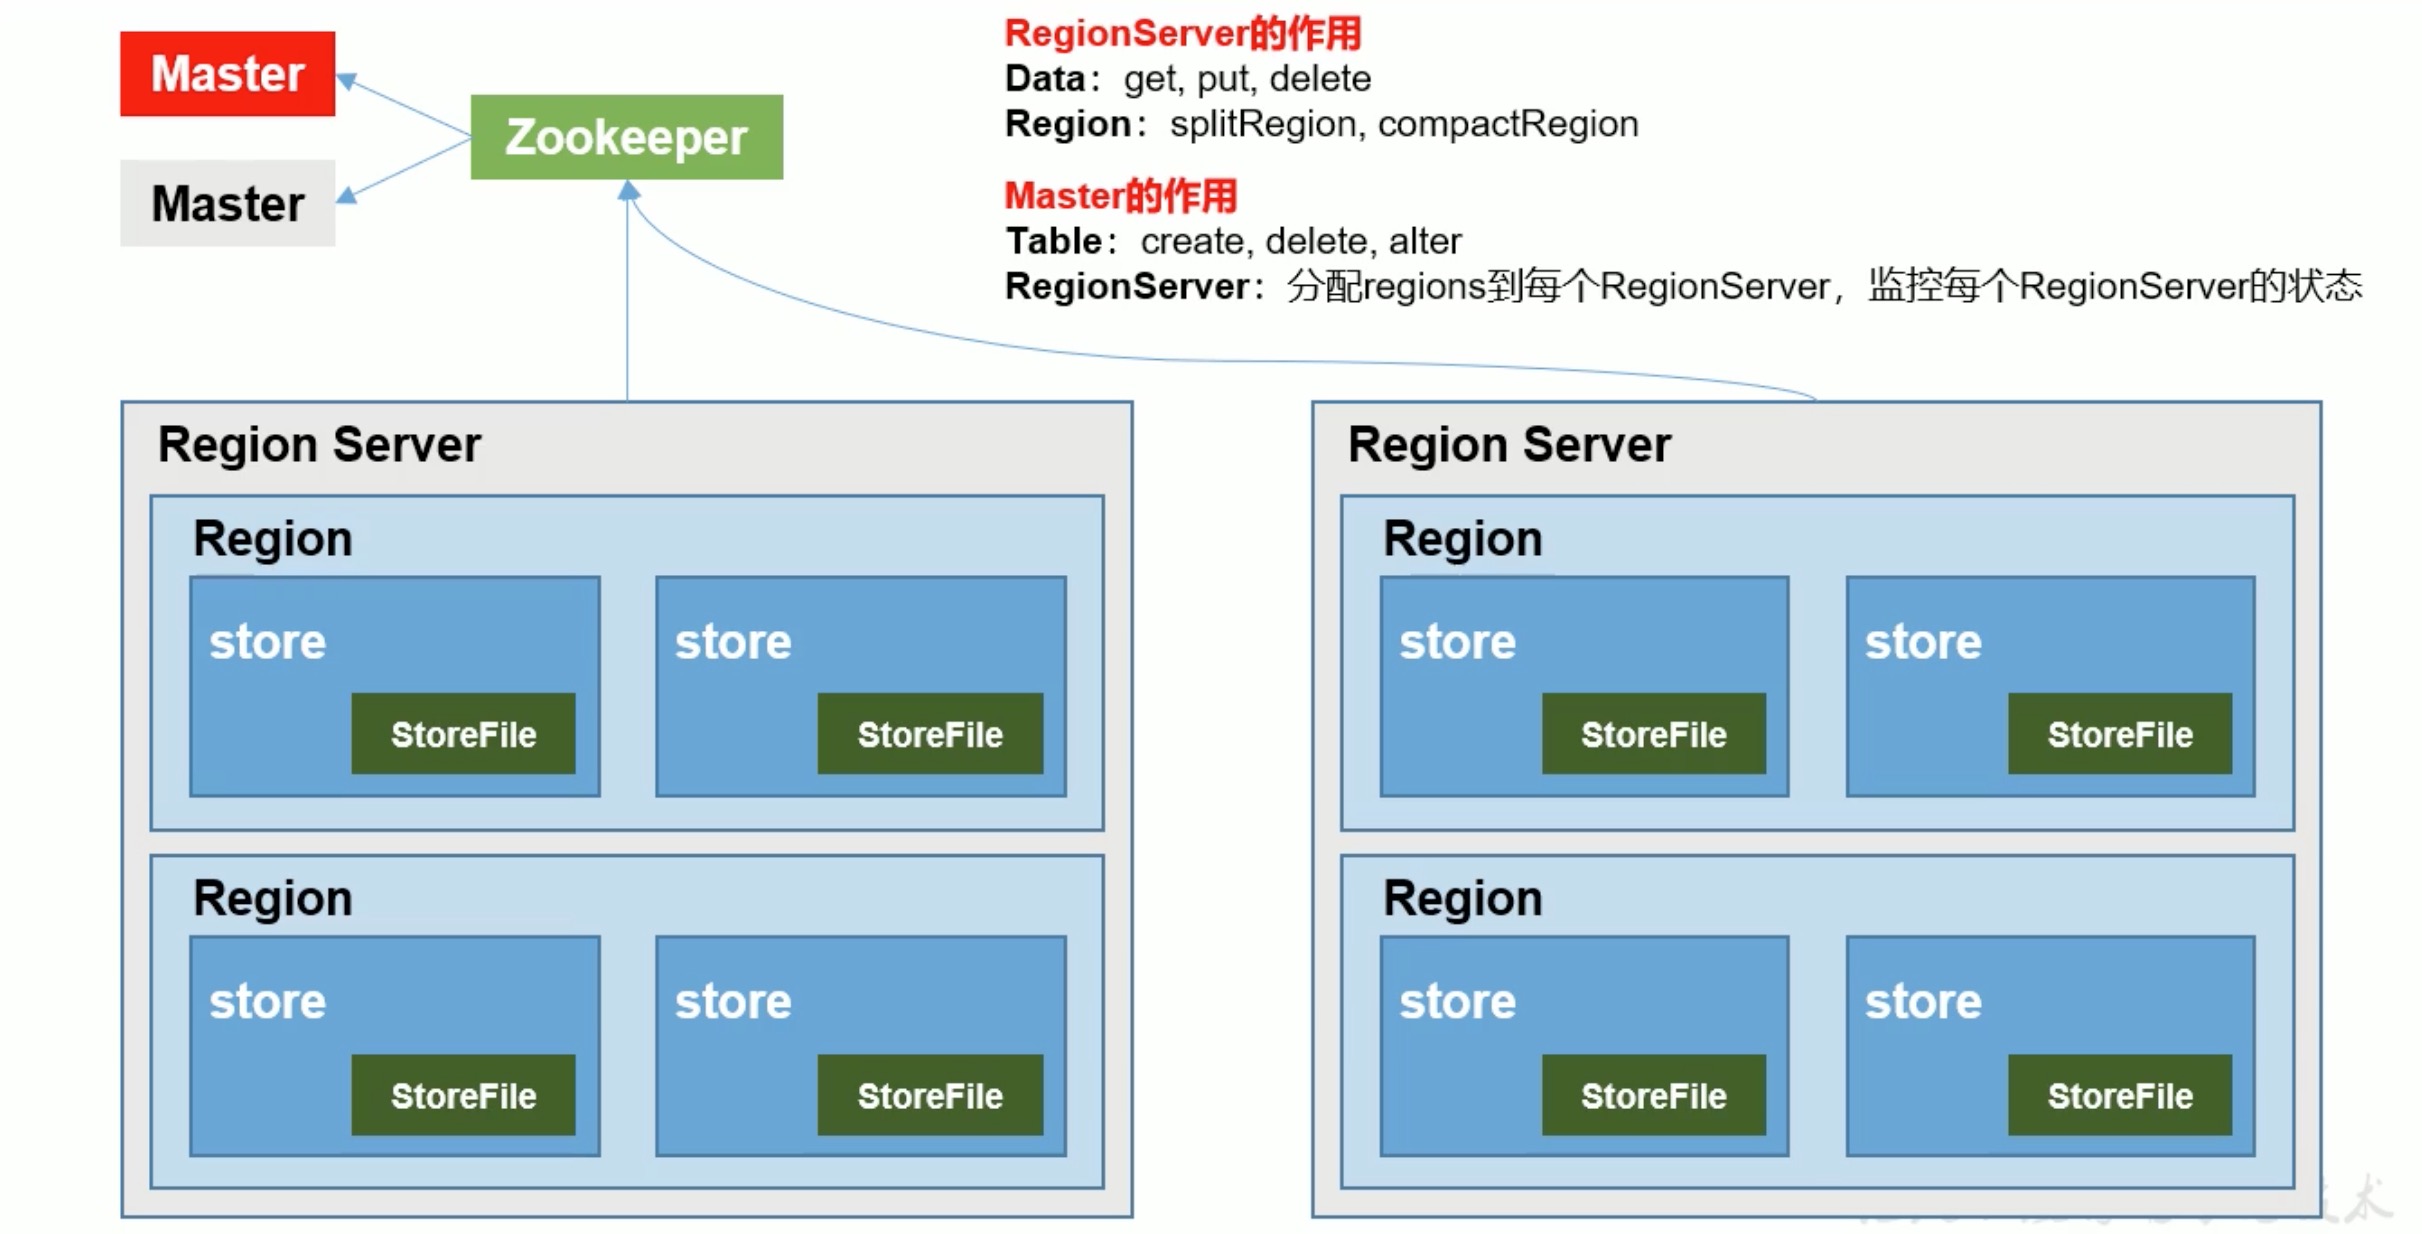 Master
Master
Zookeeper
RegionServer的作用
Data：get, put, delete
Region：splitRegion, compactRegion
Master的作用
Table：create, delete, alter
RegionServer：分配regions到每个RegionServer，监控每个RegionServer的状态
Region Server
Region
store
StoreFile
store
StoreFile
Region
store
StoreFile
store
StoreFile
Region Server
Region
store
StoreFile
store
StoreFile
Region
store
StoreFile
store
StoreFile